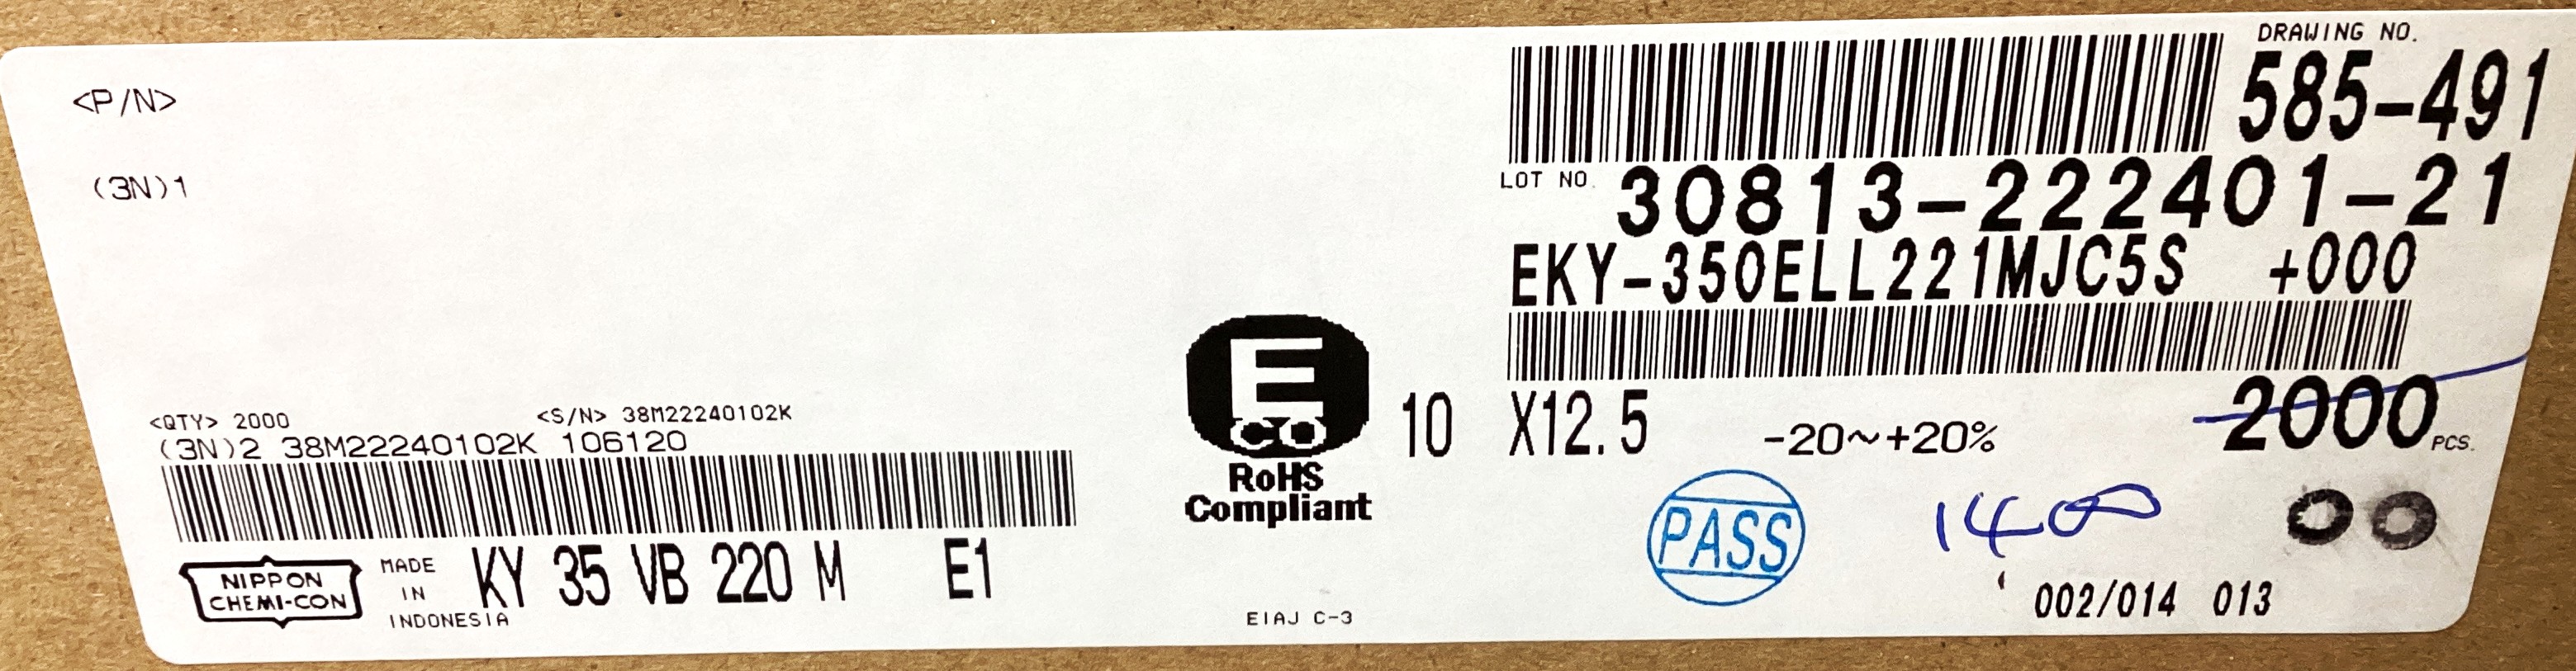 <P/N>
(3N)1
<QTY> 2000 <S/N> 38M22240102K
(3N)2 38M22240102K 106120
NIPPON
CHEMI-CON
MADE
IN
INDONESIA
KY 35 VB 220 M E1
E
CO
RoHS
Compliant
EIAJ C-3
DRAWING NO.
585-491
LOT NO. 30813-222401-21
EKY-350ELL221MJC5S +000
10 X12.5 -20~+20% 2000 PCS.
PASS
1400
002/014 013